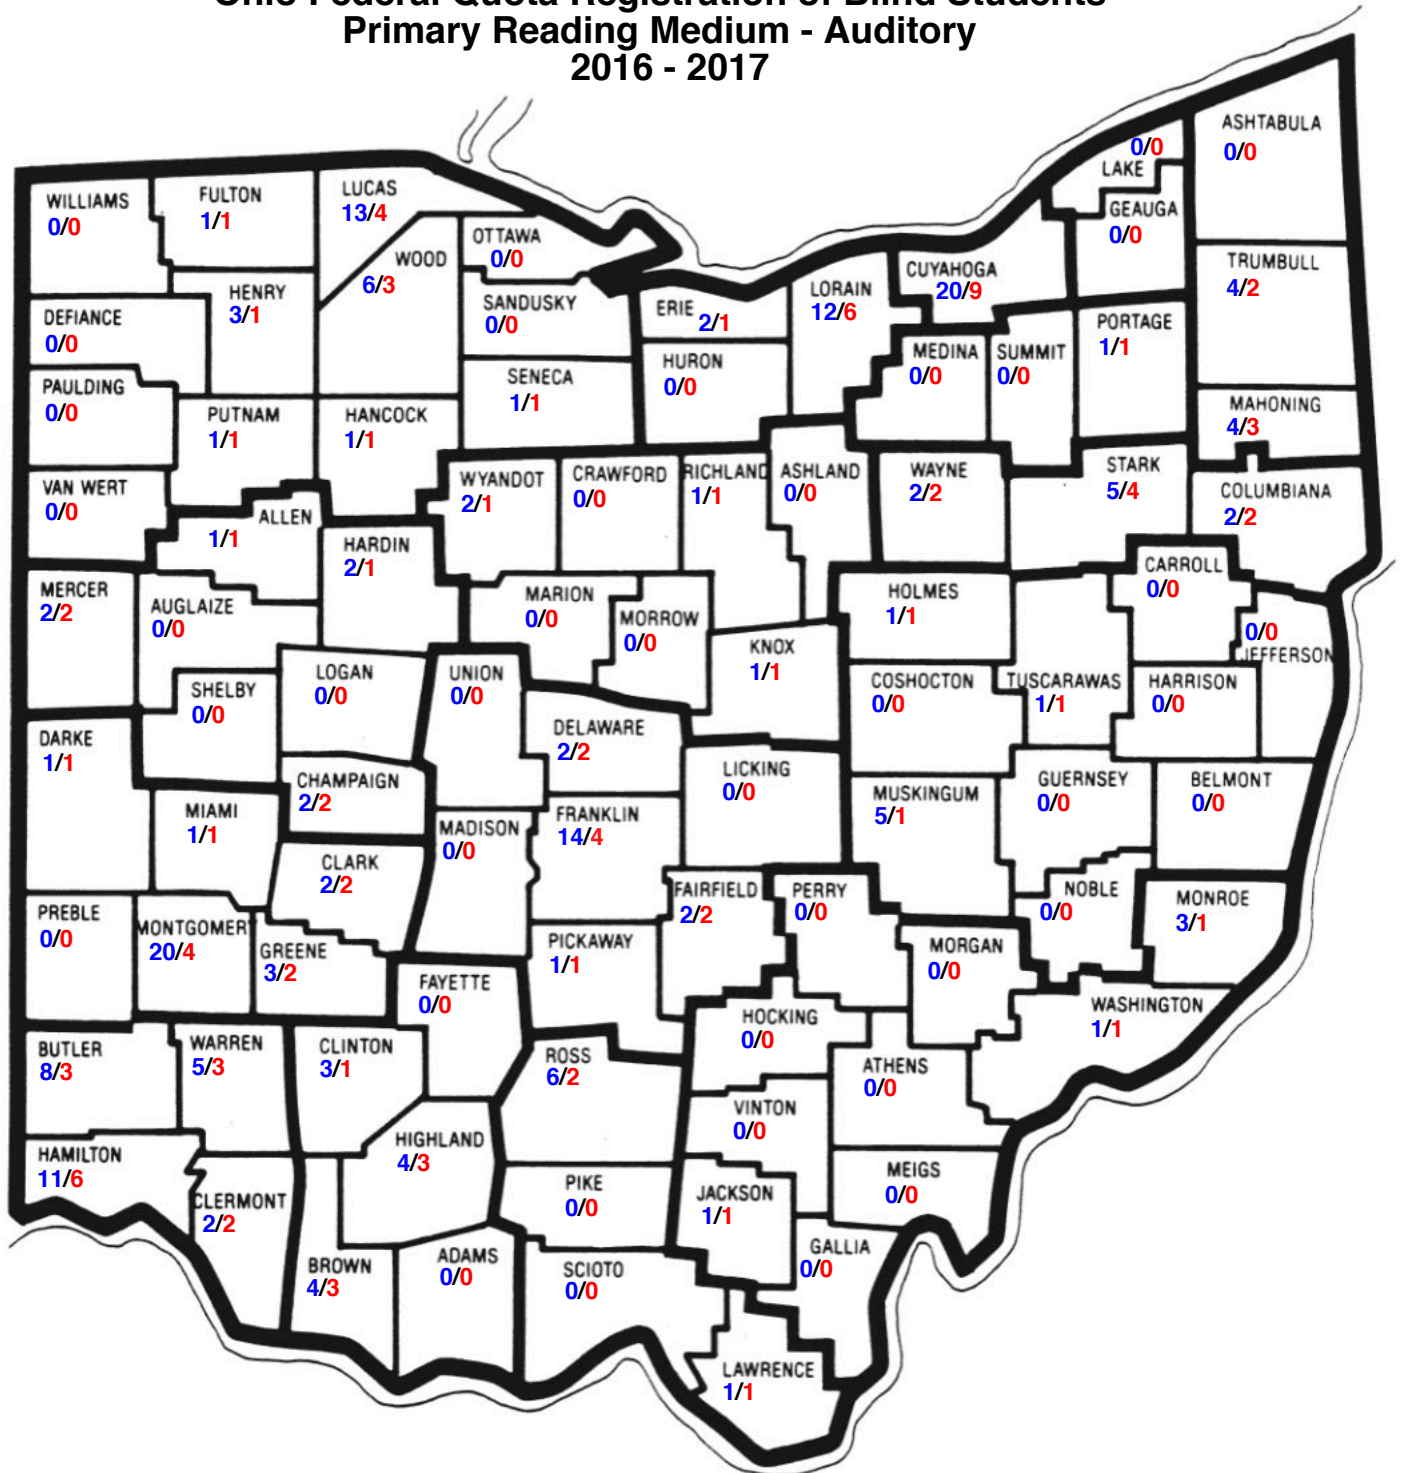 Ohio Federal Quota Registration of Blind Students
Primary Reading Medium - Auditory
2016 - 2017
WILLIAMS
0/0
FULTON
1/1
LUCAS
13/4
WOOD
6/3
OTTAWA
0/0
LAKE
0/0
ASHTABULA
0/0
GEAUGA
0/0
DEFIANCE
0/0
HENRY
3/1
SANDUSKY
0/0
ERIE 2/1
LORAIN
12/6
CUYAHOGA
20/9
TRUMBULL
4/2
PAULDING
0/0
PUTNAM
1/1
HANCOCK
1/1
SENECA
1/1
HURON
0/0
MEDINA
0/0
SUMMIT
0/0
PORTAGE
1/1
MAHONING
4/3
VAN WERT
0/0
ALLEN
1/1
WYANDOT
2/1
CRAWFORD
0/0
RICHLAND
1/1
ASHLAND
0/0
WAYNE
2/2
STARK
5/4
COLUMBIANA
2/2
HARDIN
2/1
MERCER
2/2
AUGLAIZE
0/0
MARION
0/0
MORROW
0/0
HOLMES
1/1
CARROLL
0/0
0/0
JEFFERSON
KNOX
1/1
SHELBY
0/0
LOGAN
0/0
UNION
0/0
COSHOCTON
0/0
TUSCARAWAS
1/1
HARRISON
0/0
DARKE
1/1
DELAWARE
2/2
LICKING
0/0
CHAMPAIGN
2/2
MUSKINGUM
5/1
GUERNSEY
0/0
BELMONT
0/0
MIAMI
1/1
MADISON
0/0
FRANKLIN
14/4
CLARK
2/2
FAIRFIELD
2/2
PERRY
0/0
NOBLE
0/0
MONROE
3/1
PREBLE
0/0
MONTGOMERY
20/4
GREENE
3/2
PICKAWAY
1/1
MORGAN
0/0
FAYETTE
0/0
WASHINGTON
1/1
HOCKING
0/0
BUTLER
8/3
WARREN
5/3
CLINTON
3/1
ROSS
6/2
ATHENS
0/0
VINTON
0/0
HIGHLAND
4/3
HAMILTON
11/6
CLERMONT
2/2
PIKE
0/0
JACKSON
1/1
MEIGS
0/0
BROWN
4/3
ADAMS
0/0
SCIOTO
0/0
GALLIA
0/0
LAWRENCE
1/1